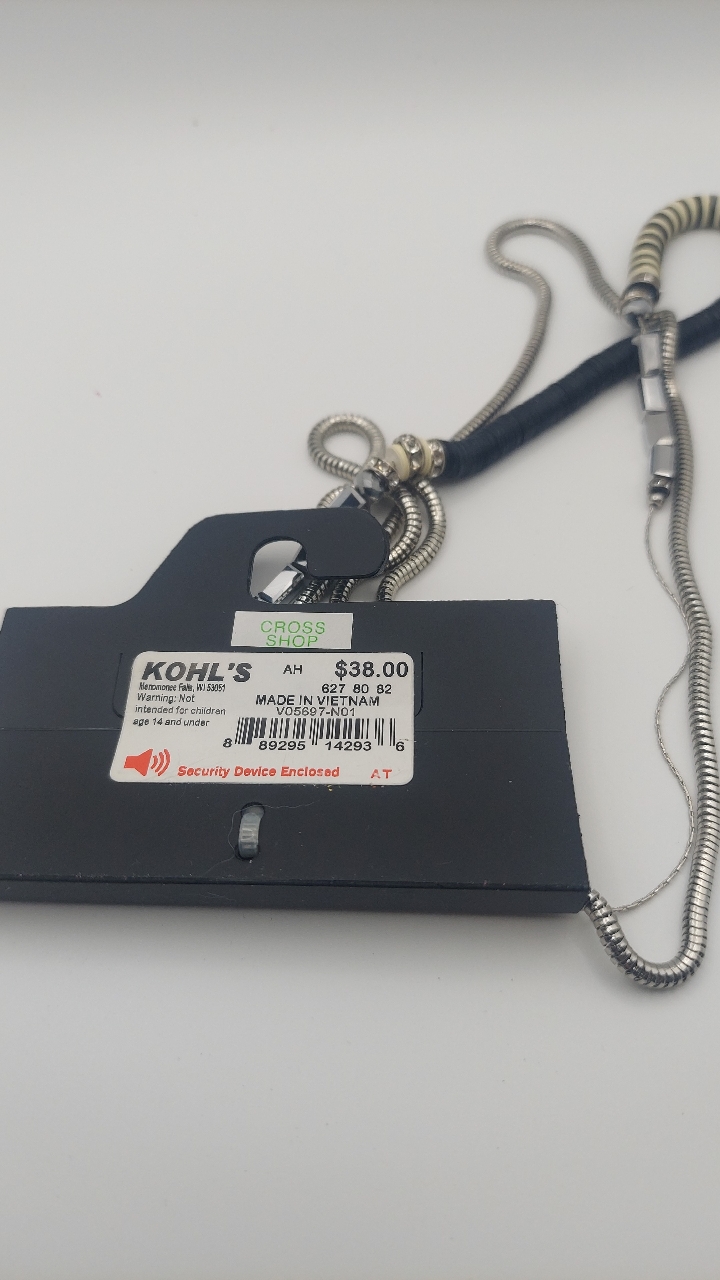 CROSS
SHOP
KOHL'S AH $38.00
Menomonee Falls, WI 53051
627 80 82
Warning: Not
intended for children
age 14 and under
MADE IN VIETNAM
V05697-N01
8 89295 14293 6
Security Device Enclosed AT